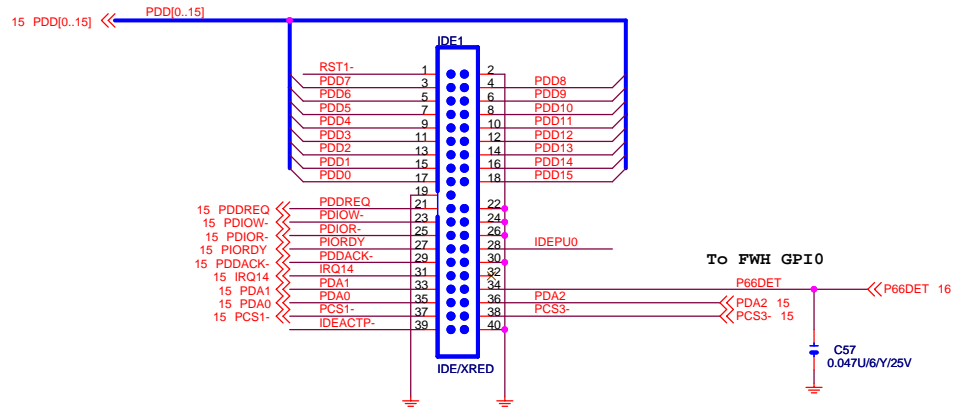 15 PDD[0..15] PDD[0..15]
IDE1
RST1- 1 2
PDD7 3 4 PDD8
PDD6 5 6 PDD9
PDD5 7 8 PDD10
PDD4 9 10 PDD11
PDD3 11 12 PDD12
PDD2 13 14 PDD13
PDD1 15 16 PDD14
PDD0 17 18 PDD15
19
15 PDDREQ PDDREQ 21 22
15 PDIOW- PDIOW- 23 24
15 PDIOR- PDIOR- 25 26
15 PIORDY PIORDY 27 28 IDEPU0
15 PDDACK- PDDACK- 29 30
To FWH GPI0
15 IRQ14 IRQ14 31 32
15 PDA1 PDA1 33 34 P66DET P66DET 16
15 PDA0 PDA0 35 36 PDA2 PDA2 15
15 PCS1- PCS1- 37 38 PCS3- PCS3- 15
IDEACTP- 39 40
C57
0.047U/6/Y/25V
IDE/XRED